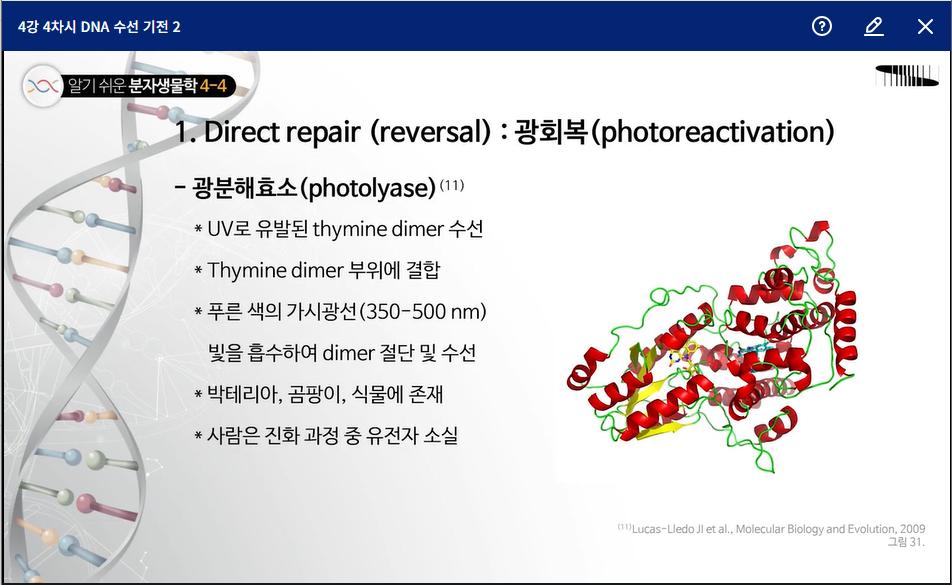 4강 4차시 DNA 수선 기전 2
알기 쉬운 분자생물학 4-4
1. Direct repair (reversal) : 광회복(photoreactivation)
- 광분해효소(photolyase) (11)
* UV로 유발된 thymine dimer 수선
* Thymine dimer 부위에 결합
* 푸른 색의 가시광선(350-500 nm)
빛을 흡수하여 dimer 절단 및 수선
* 박테리아, 곰팡이, 식물에 존재
* 사람은 진화 과정 중 유전자 소실
(11)Lucas-Lledo JI et al., Molecular Biology and Evolution, 2009
그림 31.